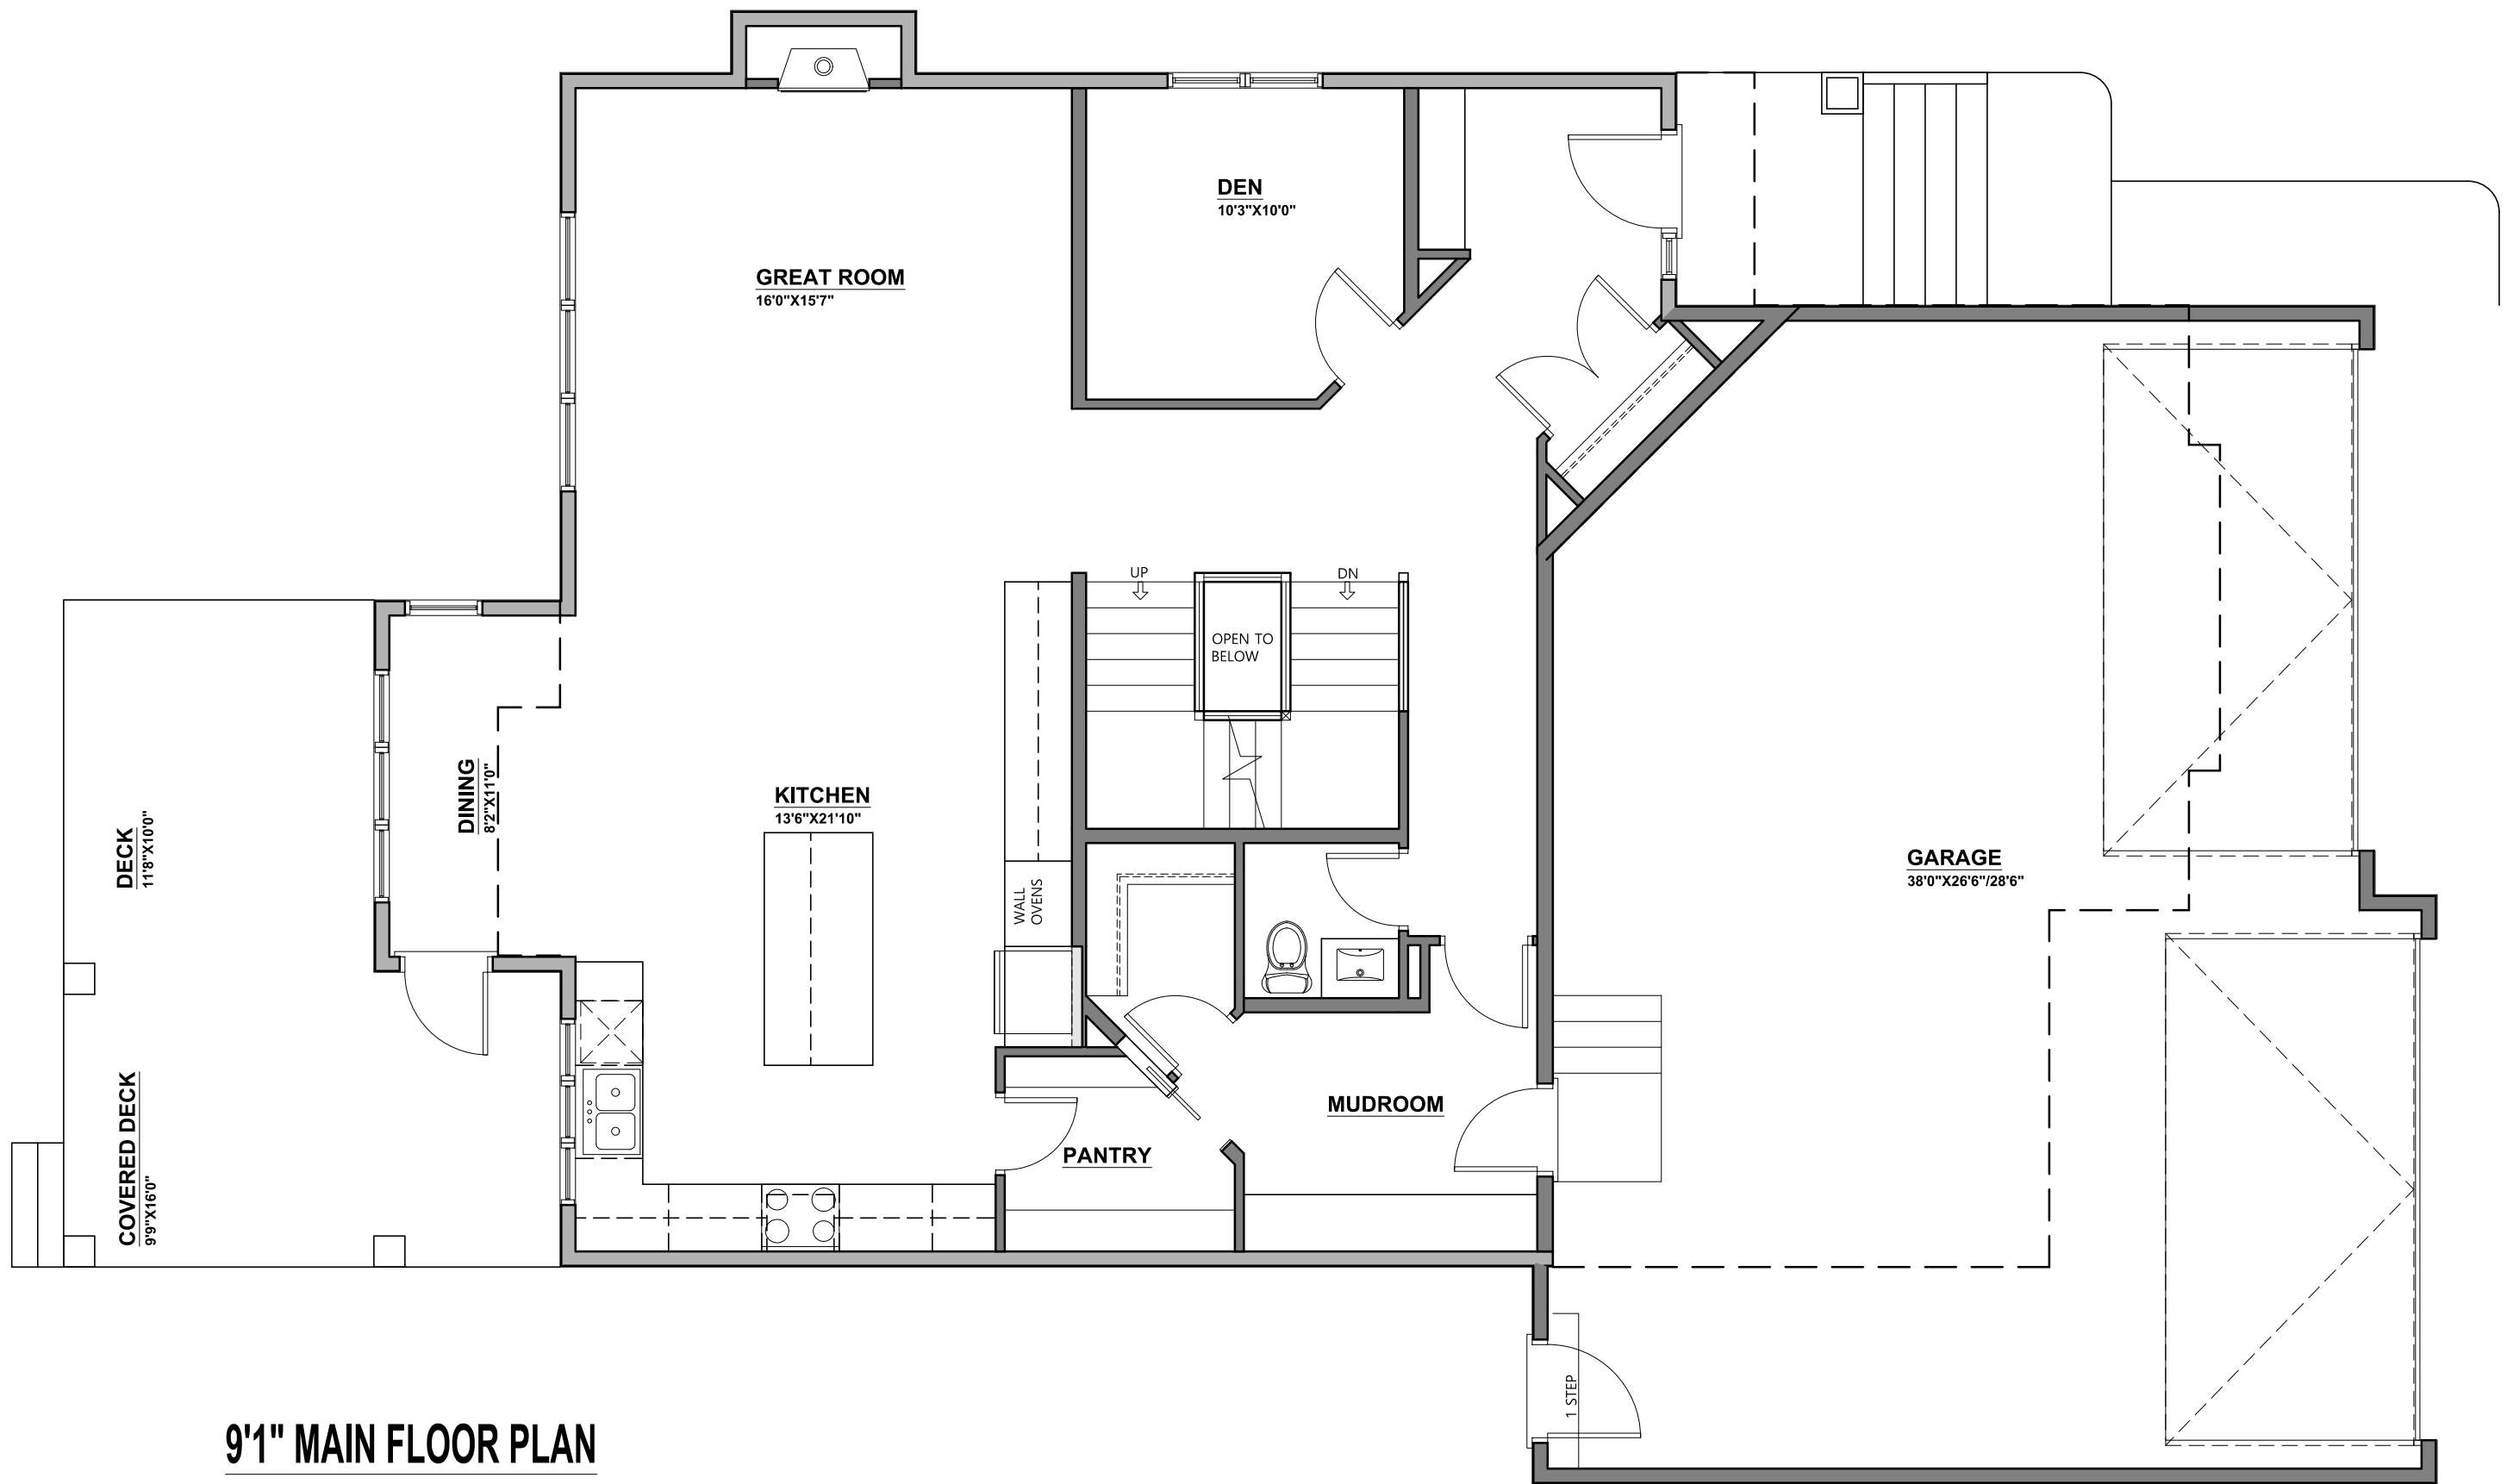 DEN
10'3"X10'0"
GREAT ROOM
16'0"X15'7"
UP
DN
OPEN TO
BELOW
DINING
8'2"X11'0"
KITCHEN
13'6"X21'10"
DECK
11'8"X10'0"
WALL
OVENS
GARAGE
38'0"X26'6"/28'6"
COVERED DECK
9'9"X16'0"
MUDROOM
PANTRY
1 STEP
9'1" MAIN FLOOR PLAN